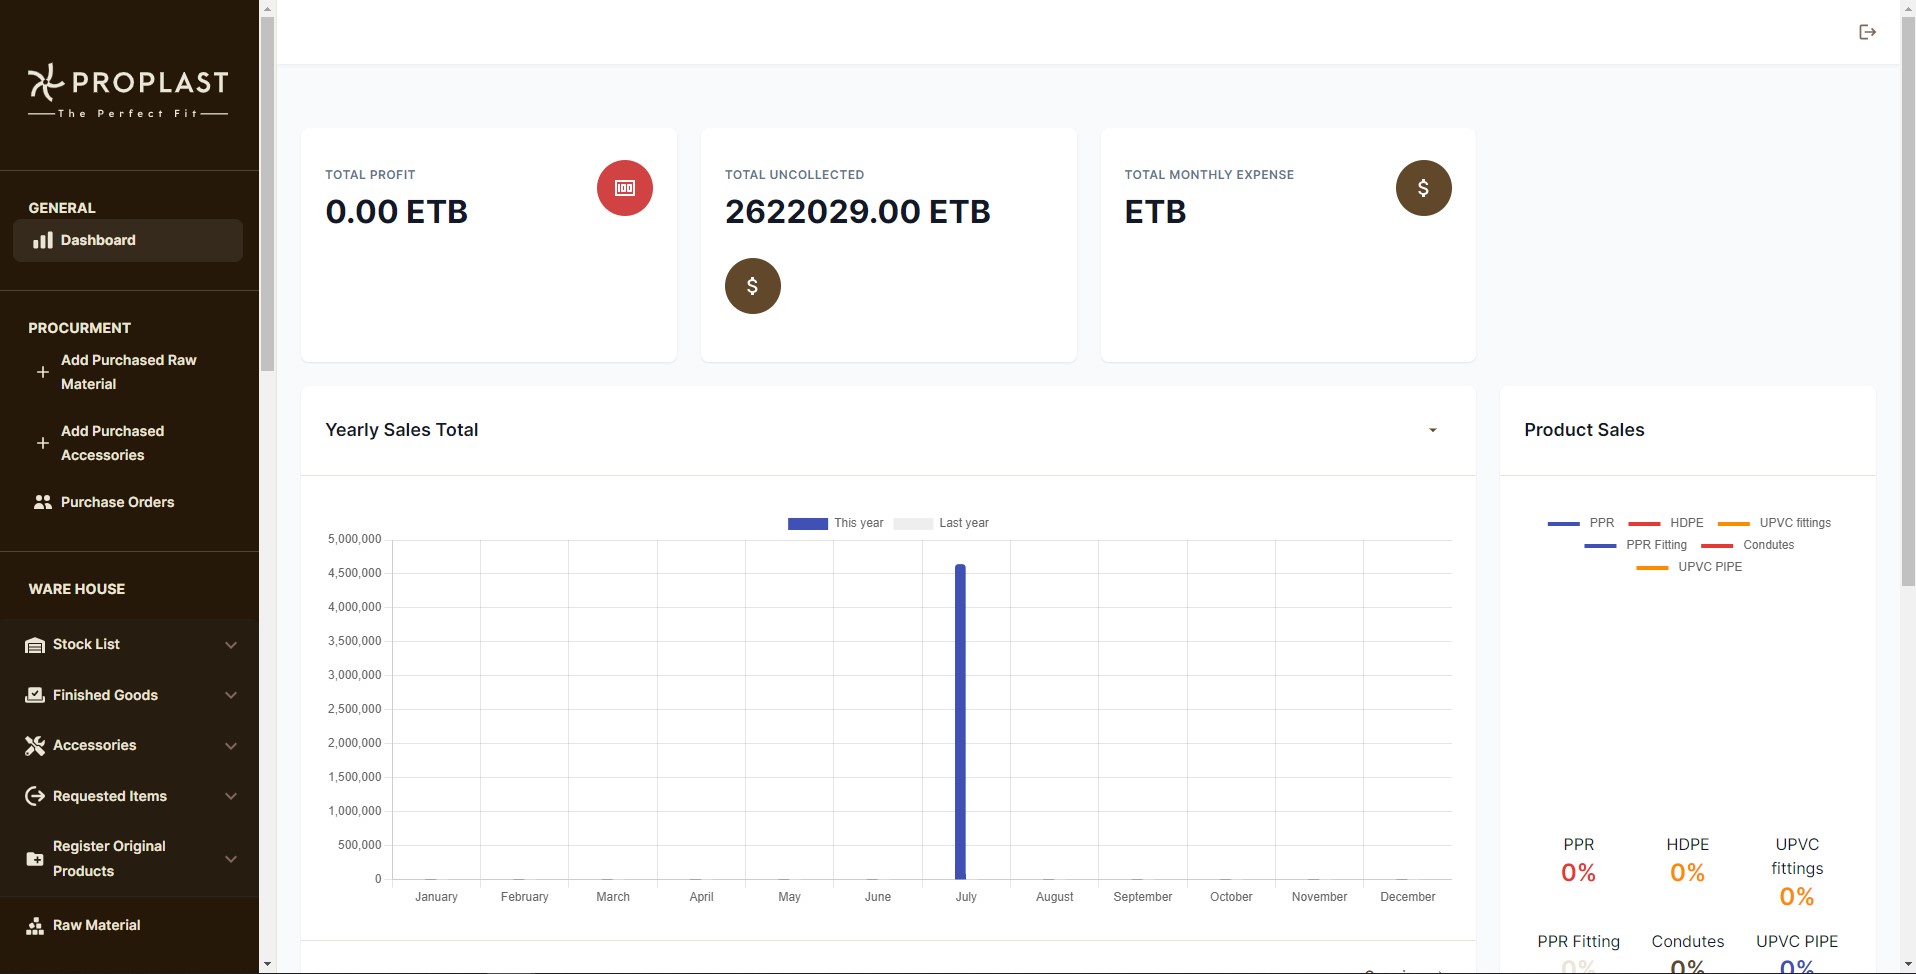 PROPLAST
The Perfect Fit
GENERAL
Dashboard
PROCURMENT
Add Purchased Raw
Material
Add Purchased
Accessories
Purchase Orders
WARE HOUSE
Stock List
Finished Goods
Accessories
Requested Items
Register Original
Products
Raw Material
TOTAL PROFIT
0.00 ETB
TOTAL UNCOLLECTED
2622029.00 ETB
TOTAL MONTHLY EXPENSE
ETB
Yearly Sales Total
This year Last year
5,000,000
4,500,000
4,000,000
3,500,000
3,000,000
2,500,000
2,000,000
1,500,000
1,000,000
500,000
0
January February March April May June July August September October November December
Product Sales
PPR HDPE UPVC fittings
PPR Fitting Condutes
UPVC PIPE
PPR
0%
HDPE
0%
UPVC
fittings
0%
PPR Fitting
0%
Condutes
0%
UPVC PIPE
0%